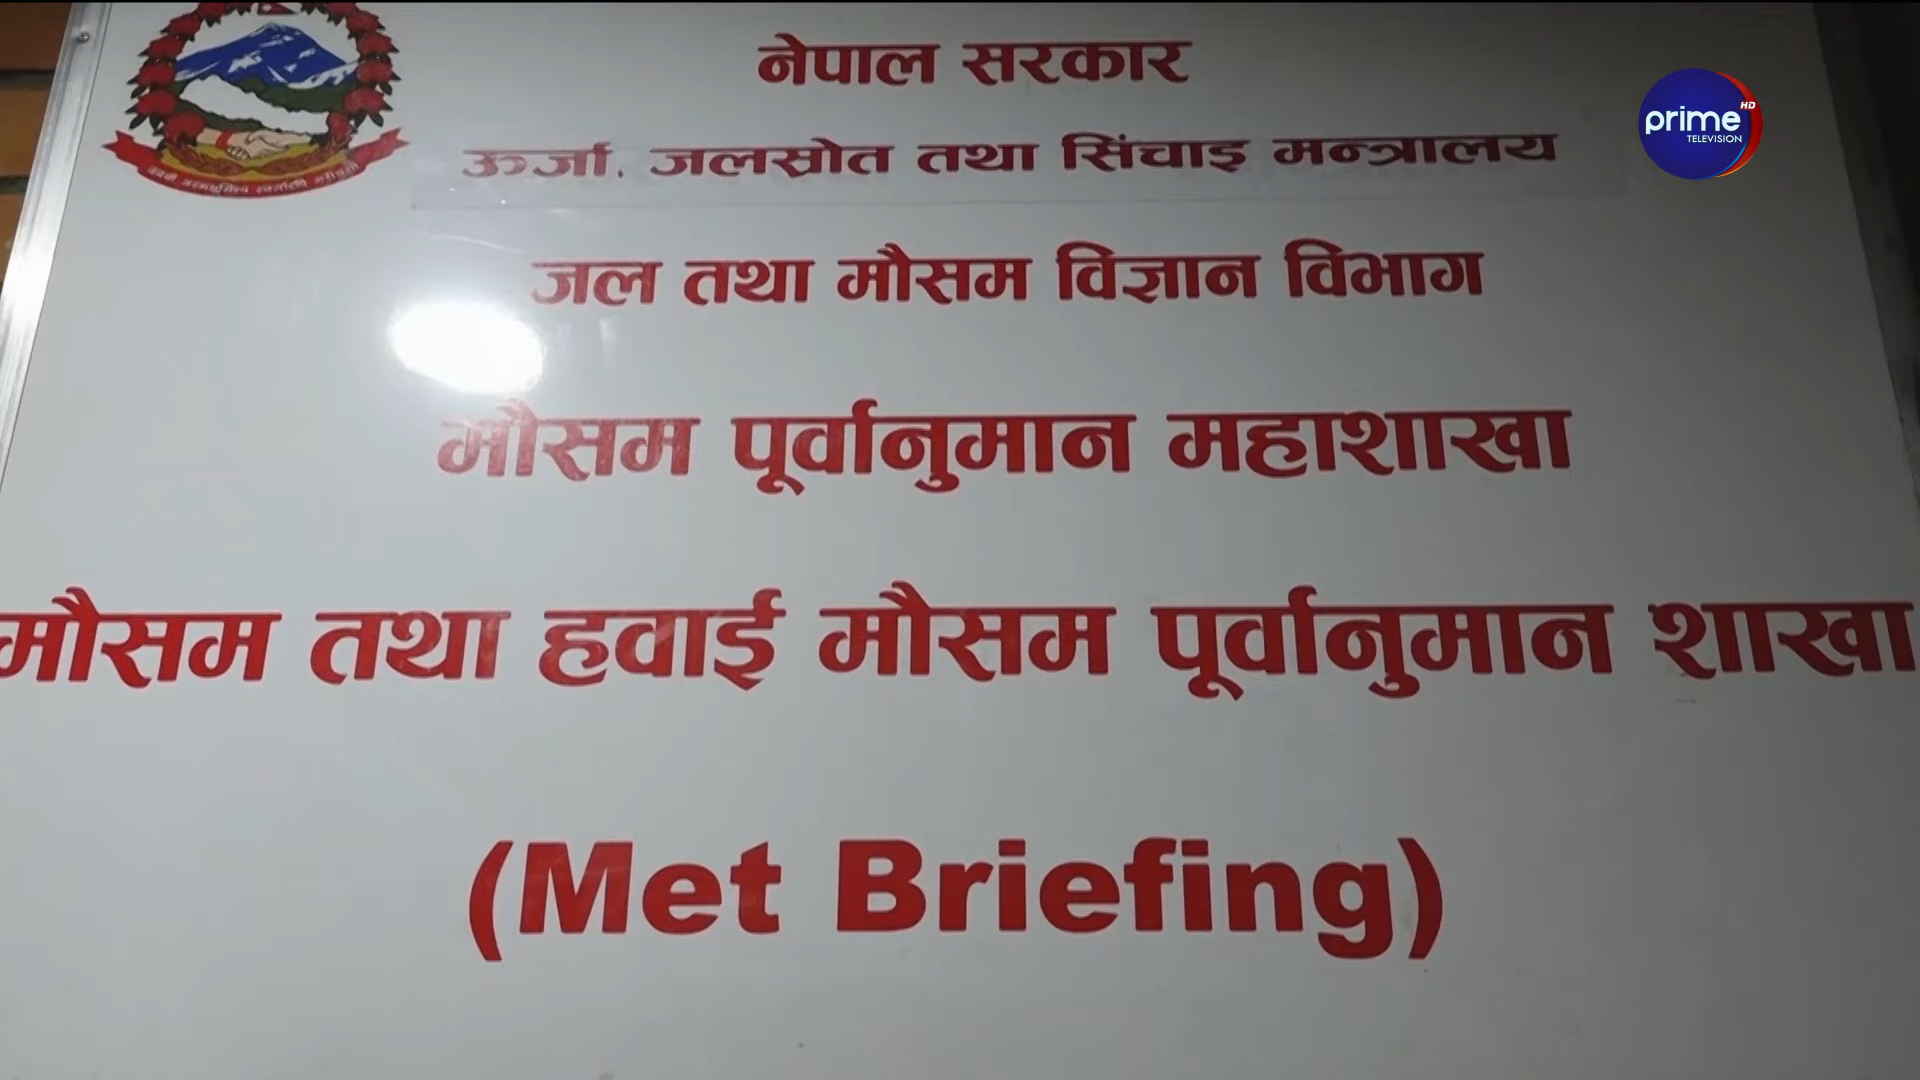 नेपाल सरकार
ऊर्जा, जलस्रोत तथा सिंचाइ मन्त्रालय
जल तथा मौसम विज्ञान विभाग
मौसम पूर्वानुमान महाशाखा
मौसम तथा हवाई मौसम पूर्वानुमान शाखा
(Met Briefing)
prime HD
TELEVISION